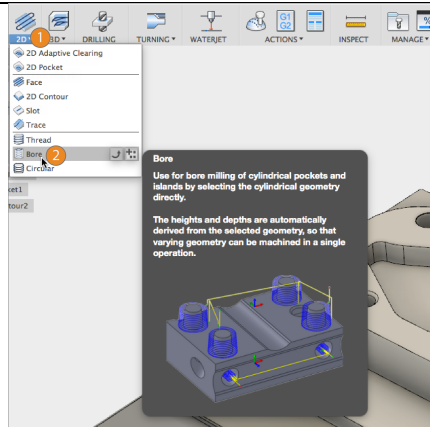 G1
G2
2D
1
3D
DRILLING
TURNING
WATERJET
ACTIONS
INSPECT
MANAGE
2D Adaptive Clearing
2D Pocket
Face
2D Contour
Slot
Trace
Thread
Bore
2
Circular
ket1
tour2
Bore
Use for bore milling of cylindrical pockets and
islands by selecting the cylindrical geometry
directly.
The heights and depths are automatically
derived from the selected geometry, so that
varying geometry can be machined in a single
operation.